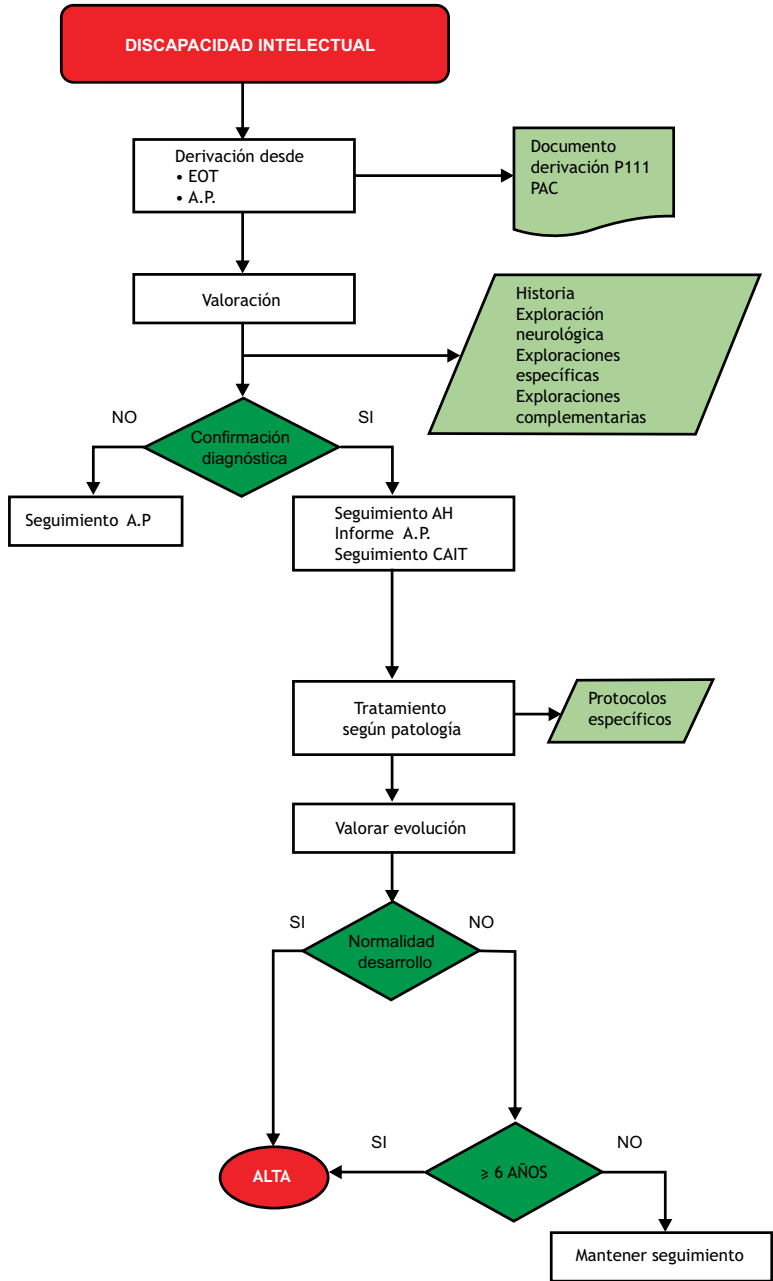 DISCAPACIDAD INTELECTUAL
Derivación desde
• EOT
• A.P.
Documento
derivación P111
PAC
Valoración
Historia
Exploración
neurológica
Exploraciones
específicas
Exploraciones
complementarias
NO
SI
Confirmación
diagnóstica
Seguimiento A.P
Seguimiento AH
Informe A.P.
Seguimiento CAIT
Tratamiento
según patología
Protocolos
específicos
Valorar evolución
SI
NO
Normalidad
desarrollo
SI
NO
ALTA
⩾ 6 AÑOS
Mantener seguimiento